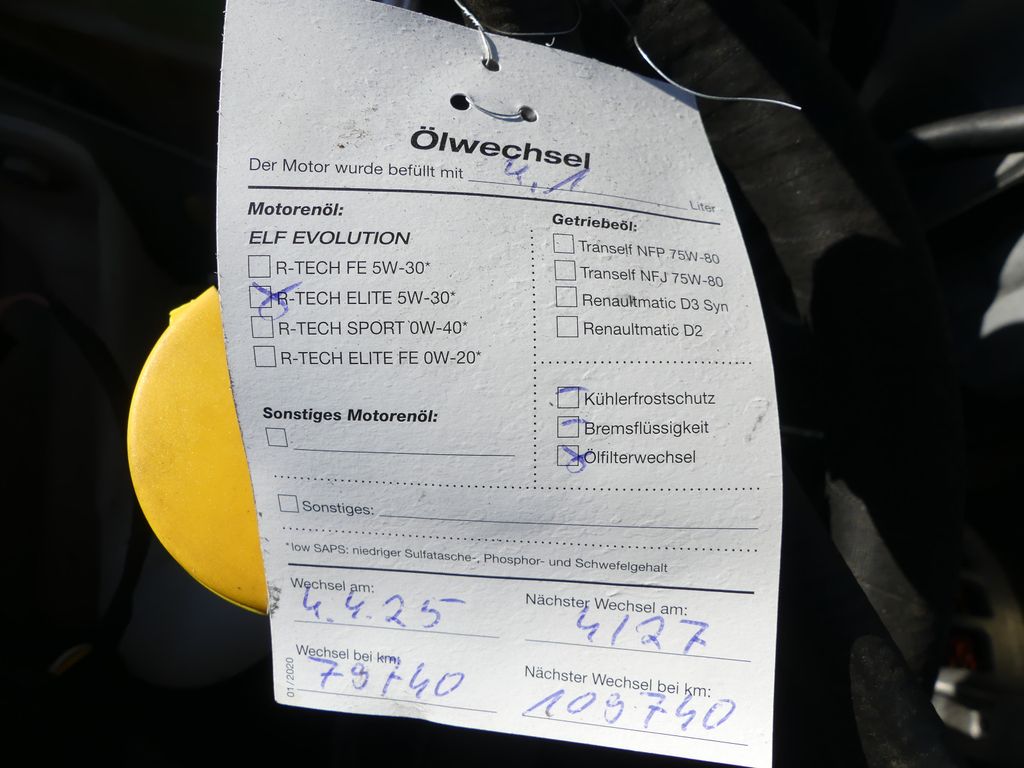 Ölwechsel
Der Motor wurde befüllt mit 4.1 Liter
Motorenöl:
ELF EVOLUTION
R-TECH FE 5W-30*
R-TECH ELITE 5W-30*
R-TECH SPORT 0W-40*
R-TECH ELITE FE 0W-20*
Sonstiges Motorenöl:
Getriebeöl:
Tranself NFP 75W-80
Tranself NFJ 75W-80
Renaultmatic D3 Syn
Renaultmatic D2
Kühlerfrostschutz
Bremsflüssigkeit
Ölfilterwechsel
Sonstiges:
*low SAPS: niedriger Sulfatasche-, Phosphor- und Schwefelgehalt
Wechsel am:
4.4.25
Nächster Wechsel am:
4/27
Wechsel bei km:
79740
Nächster Wechsel bei km:
109740
01/2020